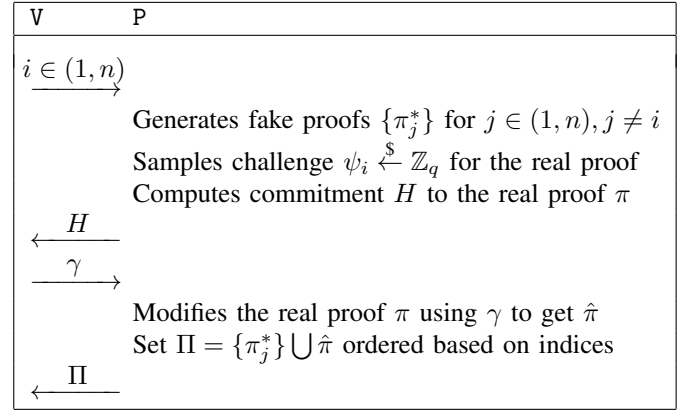 V P
i ∈ (1, n)
Generates fake proofs {π*_j} for j ∈ (1, n), j ≠ i
Samples challenge ψ_i ←$ ℤ_q for the real proof
Computes commitment H to the real proof π
H
γ
Modifies the real proof π using γ to get π̂
Set Π = {π*_j} ⋃ π̂ ordered based on indices
Π